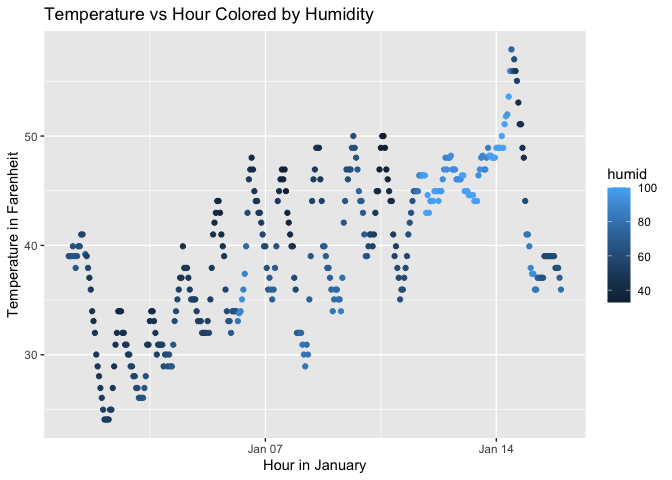 Temperature vs Hour Colored by Humidity
Temperature in Farenheit
50
40
30
Jan 07
Jan 14
Hour in January
humid
100
80
60
40